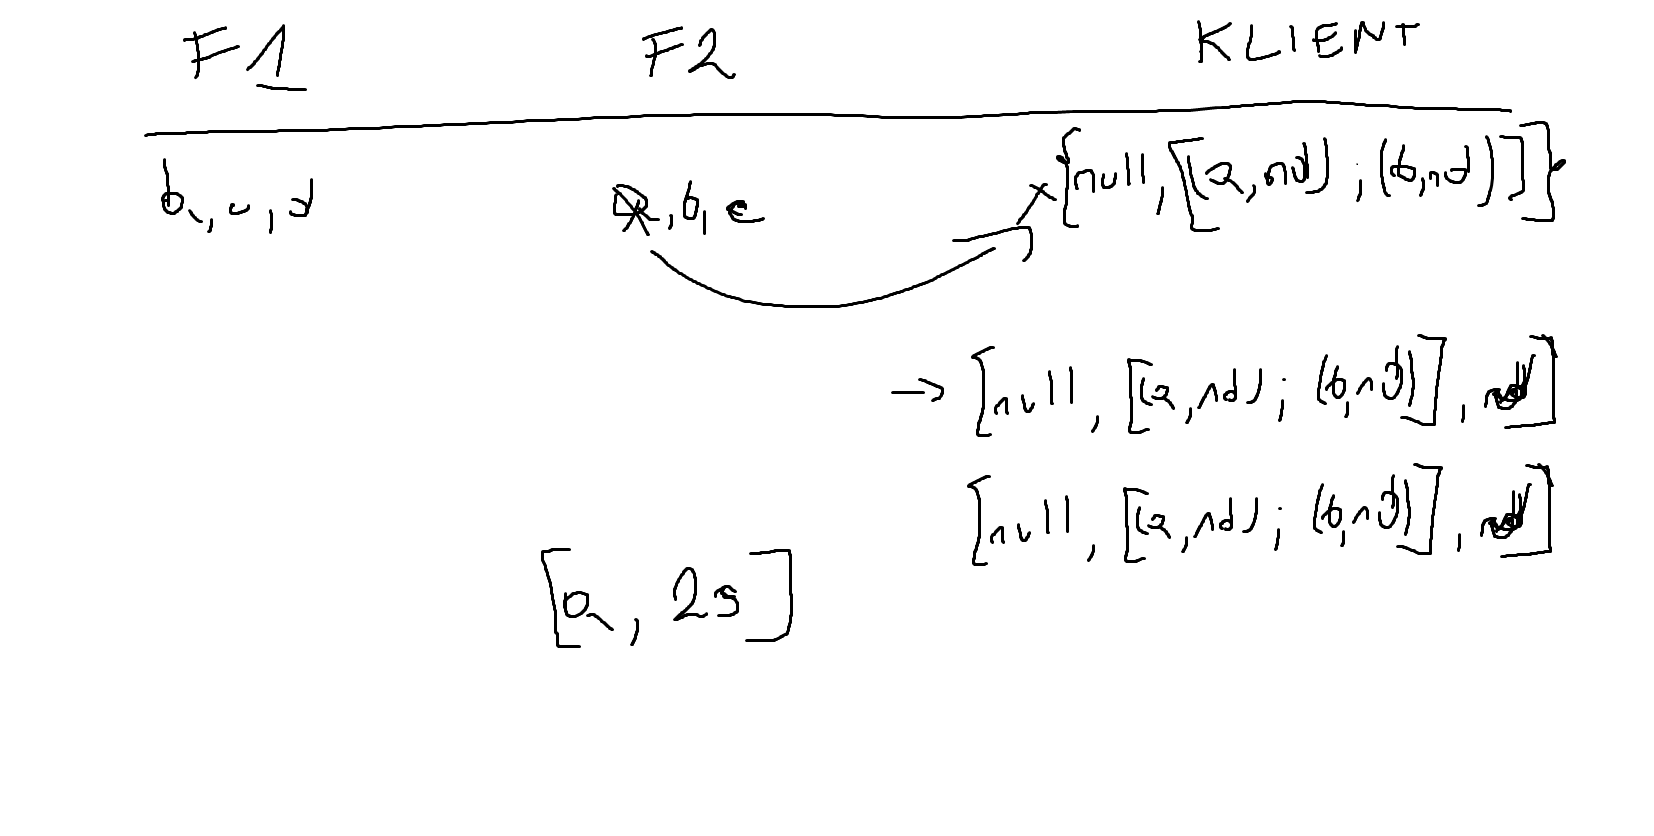 F1 F2 KLIENT
b, c, d a, b, c {null, [(a, nd) ; (b, nd)]}
→ [null, [(a, nd) ; (b, nd)], nd]
[null, [(a, nd) ; (b, nd)], nd]
[a, 2s]